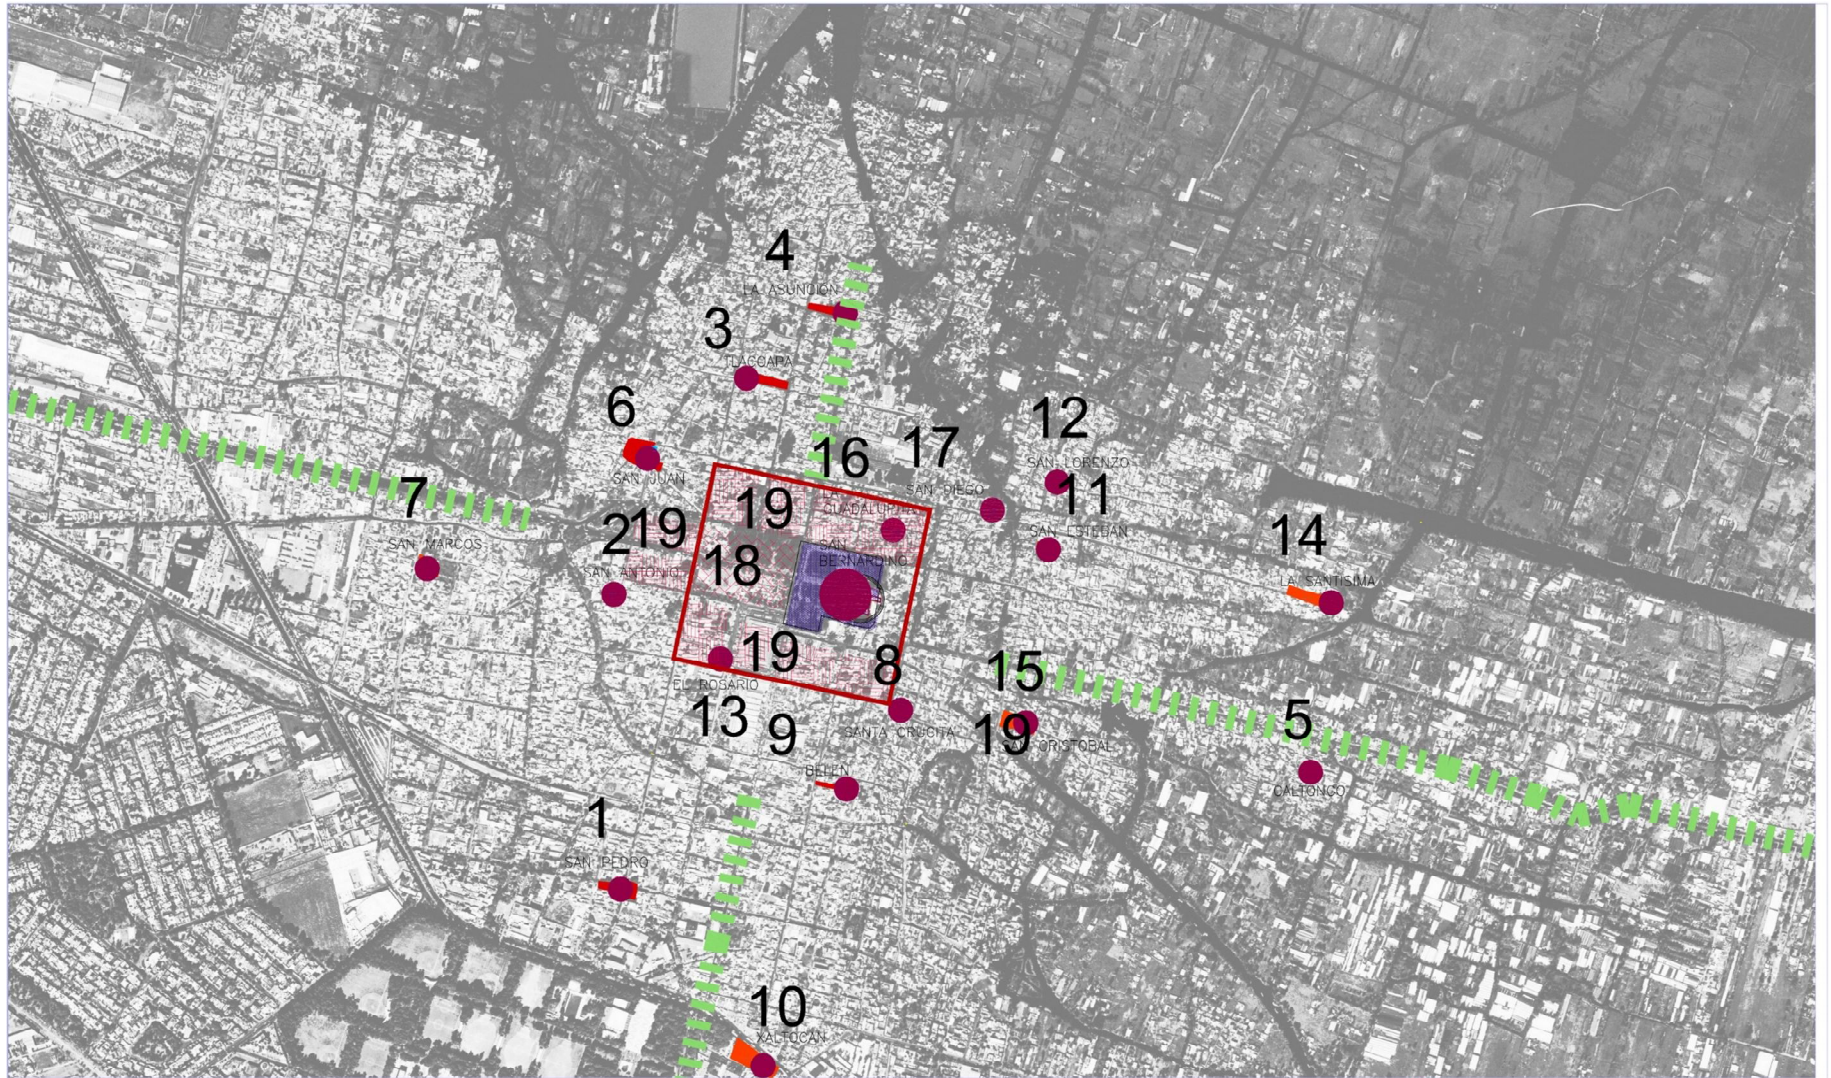 4
LA ASUNCION
3
TLACOAPA
6
SAN JUAN
12
SAN LORENZO
16
17
SAN DIEGO
11
SAN ESTEBAN
7
SAN MARCOS
19
GUADALUPITA
2
19
SAN ANTONIO
18
SAN
BERNARDINO
14
LA SANTISIMA
19
8
15
EL ROSARIO
13
9
SANTA CRUCITA
19
SAN CRISTOBAL
5
CALTONGO
BELEN
1
SAN PEDRO
10
XALTOCAN